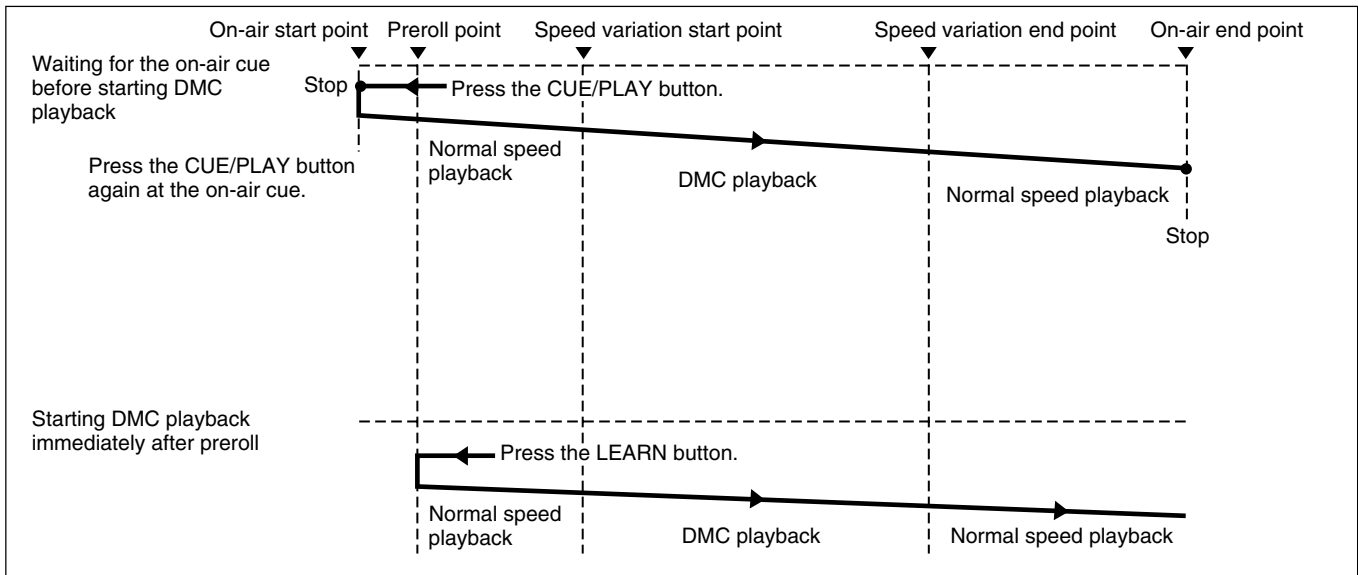 On-air start point Preroll point Speed variation start point Speed variation end point On-air end point
Waiting for the on-air cue
before starting DMC
playback
Stop
Press the CUE/PLAY button.
Press the CUE/PLAY button
again at the on-air cue.
Normal speed
playback
DMC playback
Normal speed playback
Stop
Starting DMC playback
immediately after preroll
Press the LEARN button.
Normal speed
playback
DMC playback
Normal speed playback